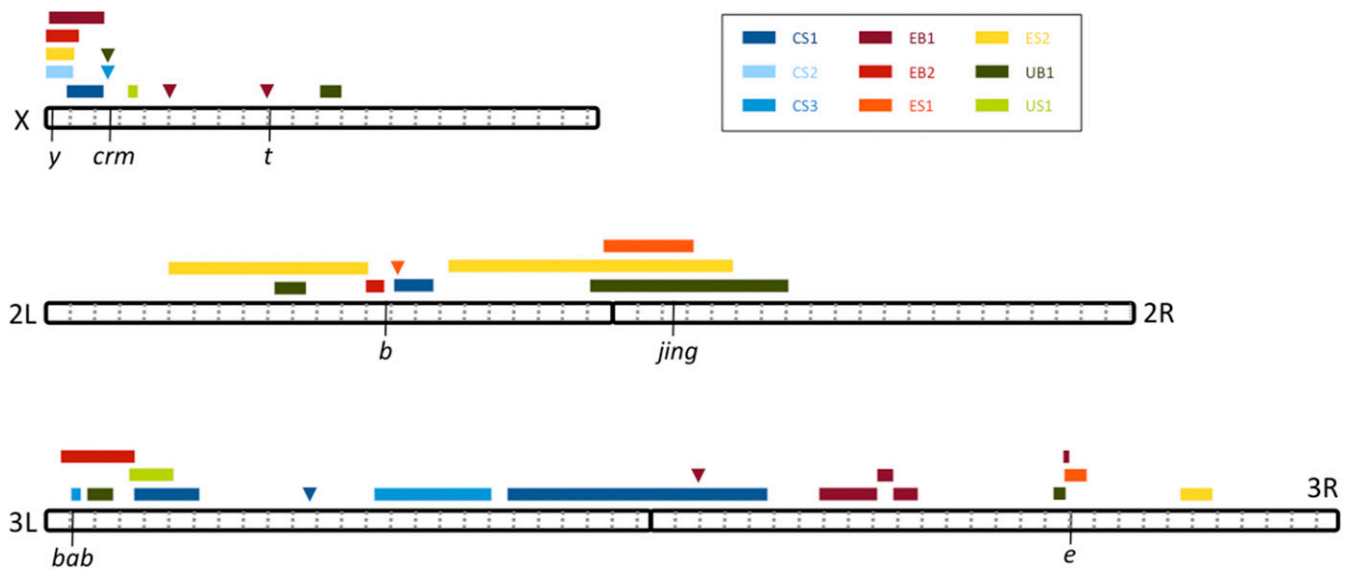 CS1 EB1 ES2
CS2 EB2 UB1
CS3 ES1 US1
X
y crm t
2L 2R
b jing
3L 3R
bab e